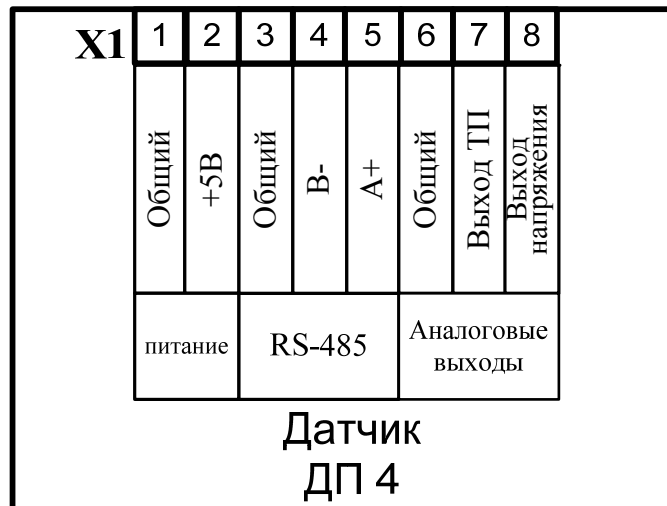 X1 1 2 3 4 5 6 7 8
Общий
+5В
Общий
В-
А+
Общий
Выход ТП
Выход
напряжения
питание
RS-485
Аналоговые
выходы
Датчик
ДП 4